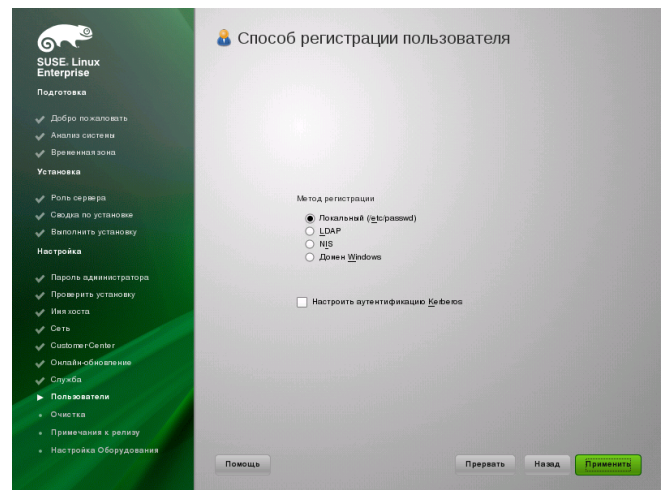 SUSE. Linux
Enterprise
Подготовка
Добро пожаловать
Анализ системы
Временная зона
Установка
Роль сервера
Сводка по установке
Выполнить установку
Настройка
Пароль администратора
Проверить установку
Имя хоста
Сеть
Customer Center
Онлайн-обновление
Служба
Пользователи
Очистка
Примечания к релизу
Настройка Оборудования
Способ регистрации пользователя
Метод регистрации
Локальный (/etc/passwd)
LDAP
NIS
Домен Windows
Настроить аутентификацию Kerberos
Помощь
Прервать
Назад
Применить